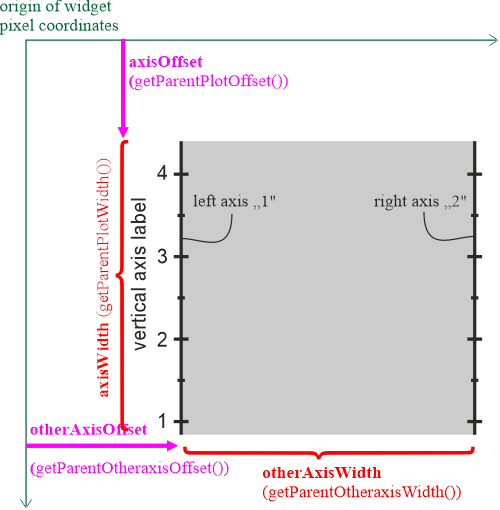 origin of widget
pixel coordinates
axisOffset
(getParentPlotOffset())
axisWidth (getParentPlotWidth())
vertical axis label
4
3
2
1
left axis „1"
right axis „2"
otherAxisOffset
(getParentOtheraxisOffset())
otherAxisWidth
(getParentOtheraxisWidth())